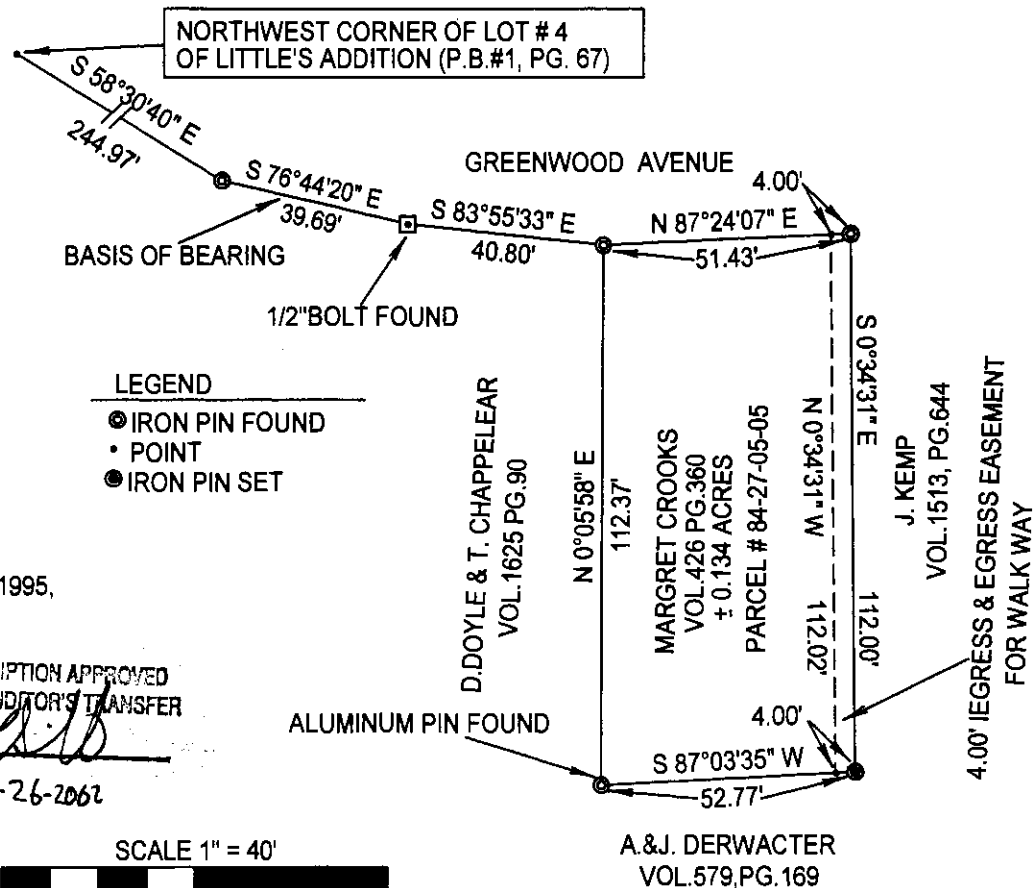 NORTHWEST CORNER OF LOT # 4
OF LITTLE'S ADDITION (P.B.#1, PG. 67)
S 58°30'40" E
244.97'
S 76°44'20" E
39.69'
BASIS OF BEARING
1/2"BOLT FOUND
S 83°55'33" E
40.80'
GREENWOOD AVENUE
4.00'
N 87°24'07" E
51.43'
LEGEND
IRON PIN FOUND
POINT
IRON PIN SET
D.DOYLE & T. CHAPPELEAR
VOL.1625 PG.90
N 0°05'58" E
112.37'
MARGRET CROOKS
VOL.426 PG.360
± 0.134 ACRES
PARCEL # 84-27-05-05
N 0°34'31" W
112.02'
S 0°34'31" E
112.00'
J. KEMP
VOL.1513, PG.644
4.00' IEGRESS & EGRESS EASEMENT
FOR WALK WAY
1995,
IPTION APPROVED
UDITOR'S TRANSFER
-26-2002
ALUMINUM PIN FOUND
4.00'
S 87°03'35" W
52.77'
SCALE 1" = 40'
A.&J. DERWACTER
VOL.579,PG.169